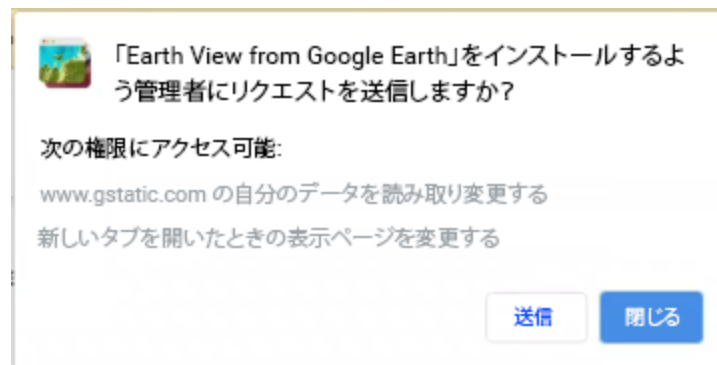 「Earth View from Google Earth」をインストールするよ
う管理者にリクエストを送信しますか?
次の権限にアクセス可能:
www.gstatic.com の自分のデータを読み取り変更する
新しいタブを開いたときの表示ページを変更する
送信
閉じる